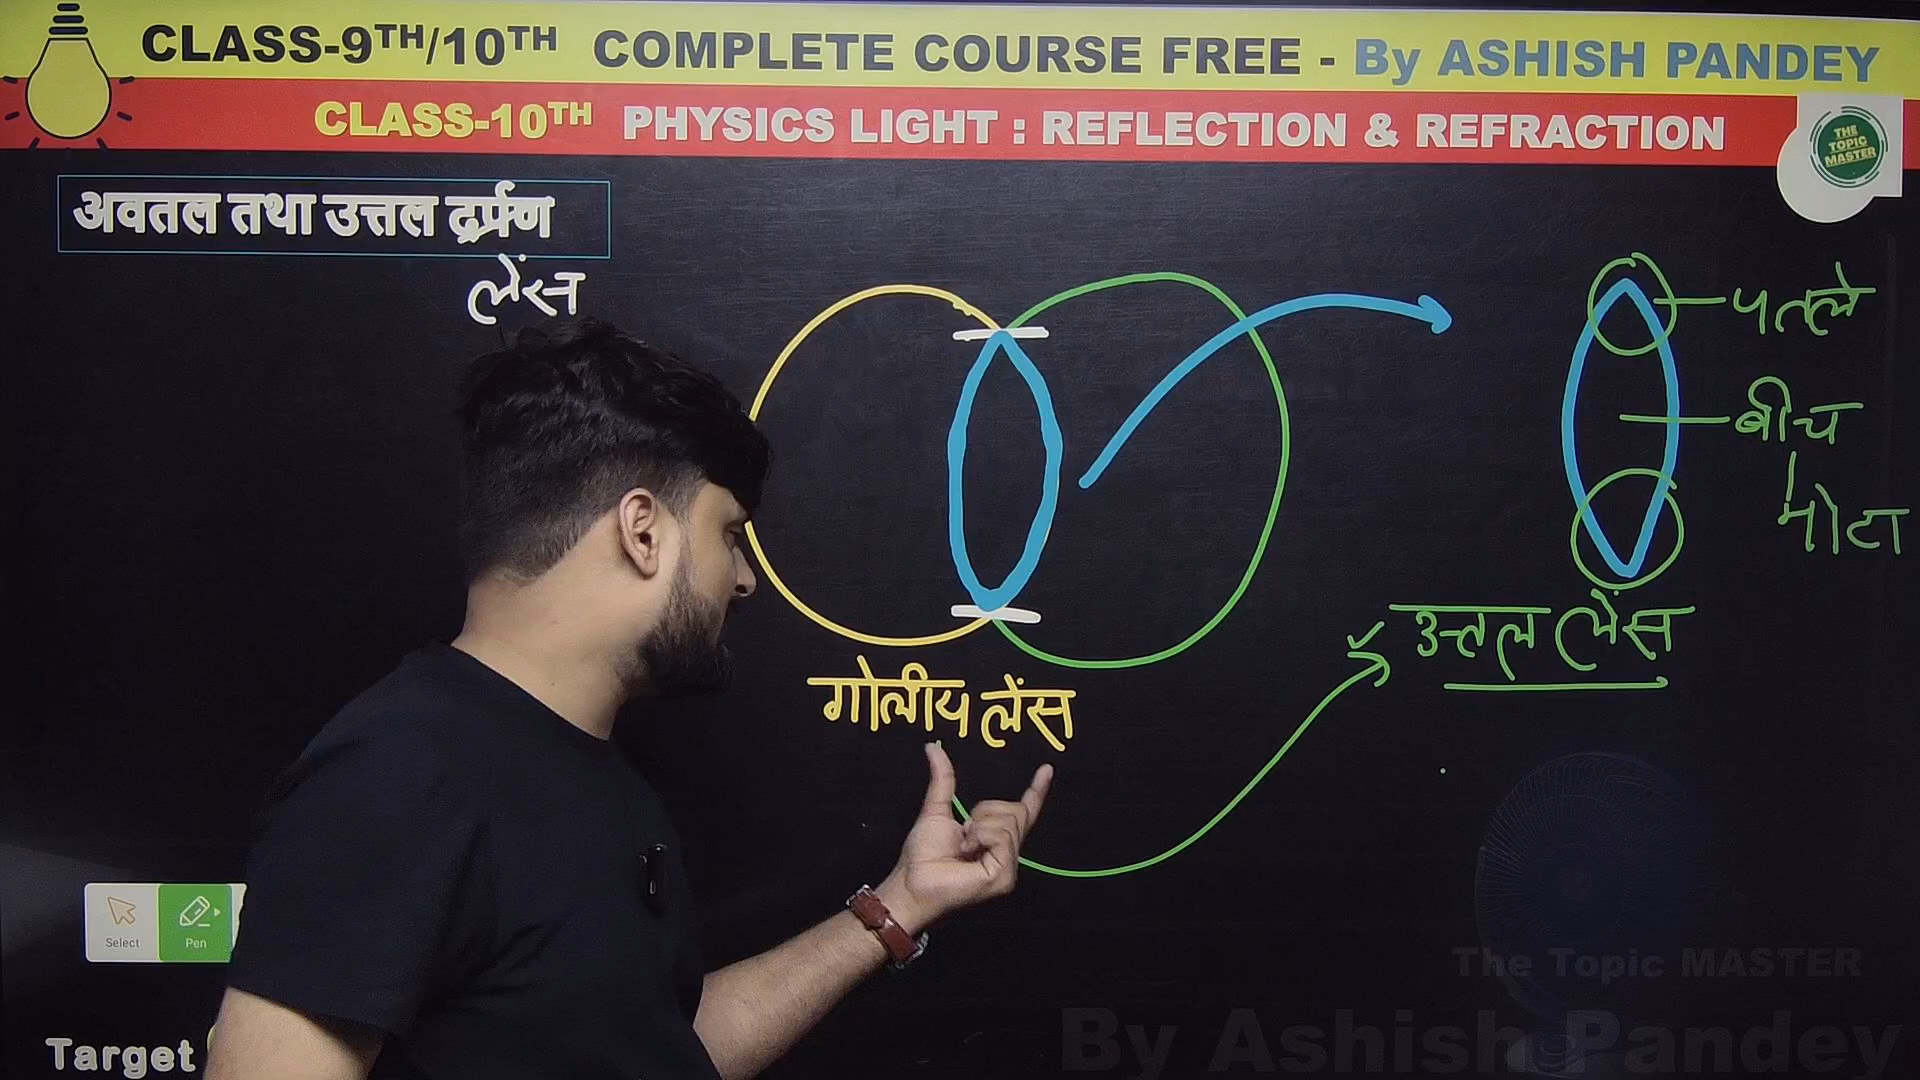 CLASS-9TH/10TH COMPLETE COURSE FREE - By ASHISH PANDEY
CLASS-10TH PHYSICS LIGHT : REFLECTION & REFRACTION
THE TOPIC MASTER
अवतल तथा उत्तल दर्पण
लेंस
पतले
बीच
मोटा
उत्तल लेंस
गोलीय लेंस
Select
Pen
The Topic MASTER
Target
By Ashish Pandey